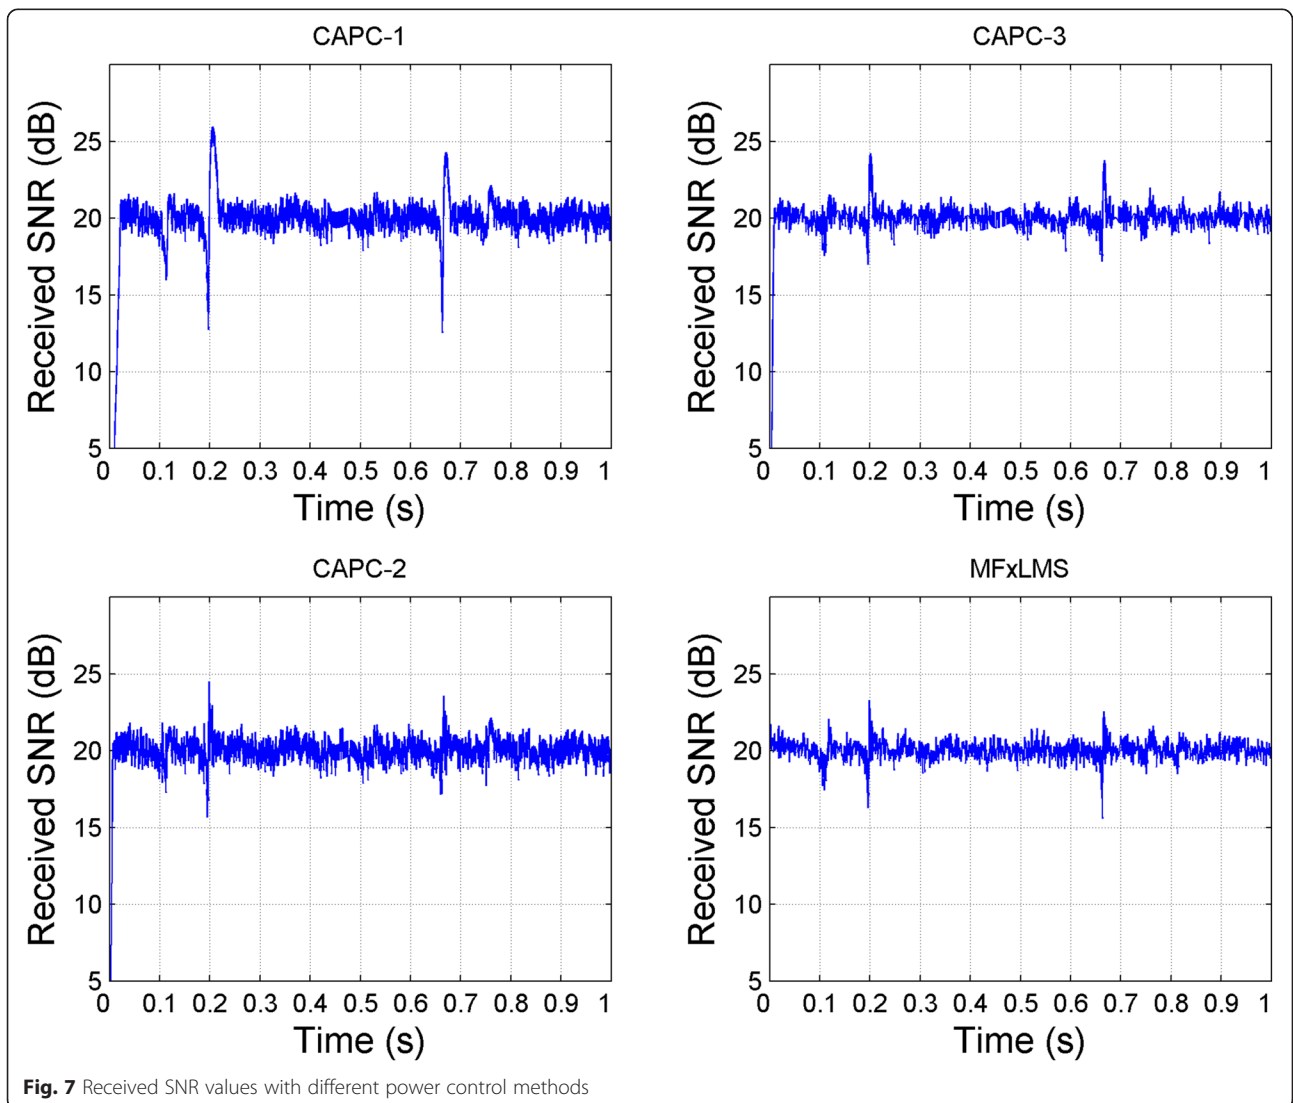 CAPC-1
Received SNR (dB)
25
20
15
10
5
0 0.1 0.2 0.3 0.4 0.5 0.6 0.7 0.8 0.9 1
Time (s)
CAPC-3
Received SNR (dB)
25
20
15
10
5
0 0.1 0.2 0.3 0.4 0.5 0.6 0.7 0.8 0.9 1
Time (s)
CAPC-2
Received SNR (dB)
25
20
15
10
5
0 0.1 0.2 0.3 0.4 0.5 0.6 0.7 0.8 0.9 1
Time (s)
MFxLMS
Received SNR (dB)
25
20
15
10
5
0 0.1 0.2 0.3 0.4 0.5 0.6 0.7 0.8 0.9 1
Time (s)
Fig. 7 Received SNR values with different power control methods